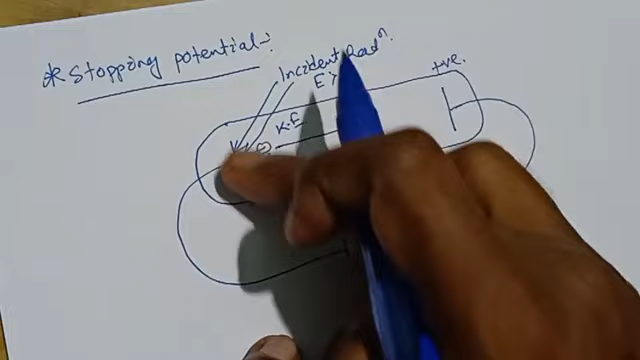 * Stopping potential:-
Incident Radⁿ.
E >
+ve.
K.E